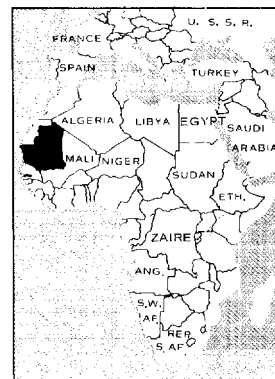 U. S. S. R.
FRANCE
SPAIN
TURKEY
ALGERIA
LIBYA
EGYPT
SAUDI
ARABIA
MALI
NIGER
SUDAN
ETH.
ZAIRE
ANG.
S.W.
AF.
REP.
S. AF.